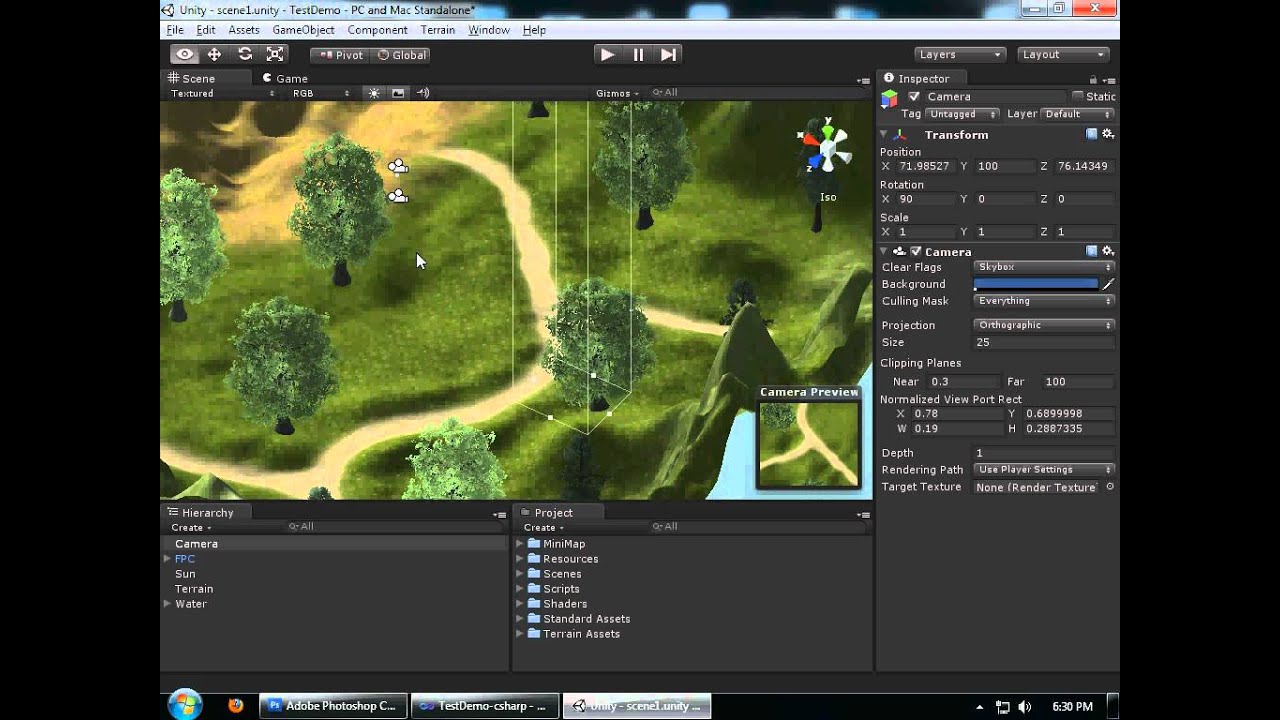 Unity - scene1.unity - TestDemo - PC and Mac Standalone*
File Edit Assets GameObject Component Terrain Window Help
Pivot Global Layers Layout
Scene Game
Textured RGB Gizmos All
y
x
z
Iso
Camera Preview
Inspector
Camera Static
Tag Untagged Layer Default
Transform
Position
X 71.98527 Y 100 Z 76.14349
Rotation
X 90 Y 0 Z 0
Scale
X 1 Y 1 Z 1
Camera
Clear Flags Skybox
Background
Culling Mask Everything
Projection Orthographic
Size 25
Clipping Planes
Near 0.3 Far 100
Normalized View Port Rect
X 0.78 Y 0.6899998
W 0.19 H 0.2887335
Depth 1
Rendering Path Use Player Settings
Target Texture None (Render Texture
Hierarchy
Create All
Camera
FPC
Sun
Terrain
Water
Project
Create All
MiniMap
Resources
Scenes
Scripts
Shaders
Standard Assets
Terrain Assets
Ps Adobe Photoshop C... TestDemo-csharp - ... Unity - scene1.unity ... 6:30 PM